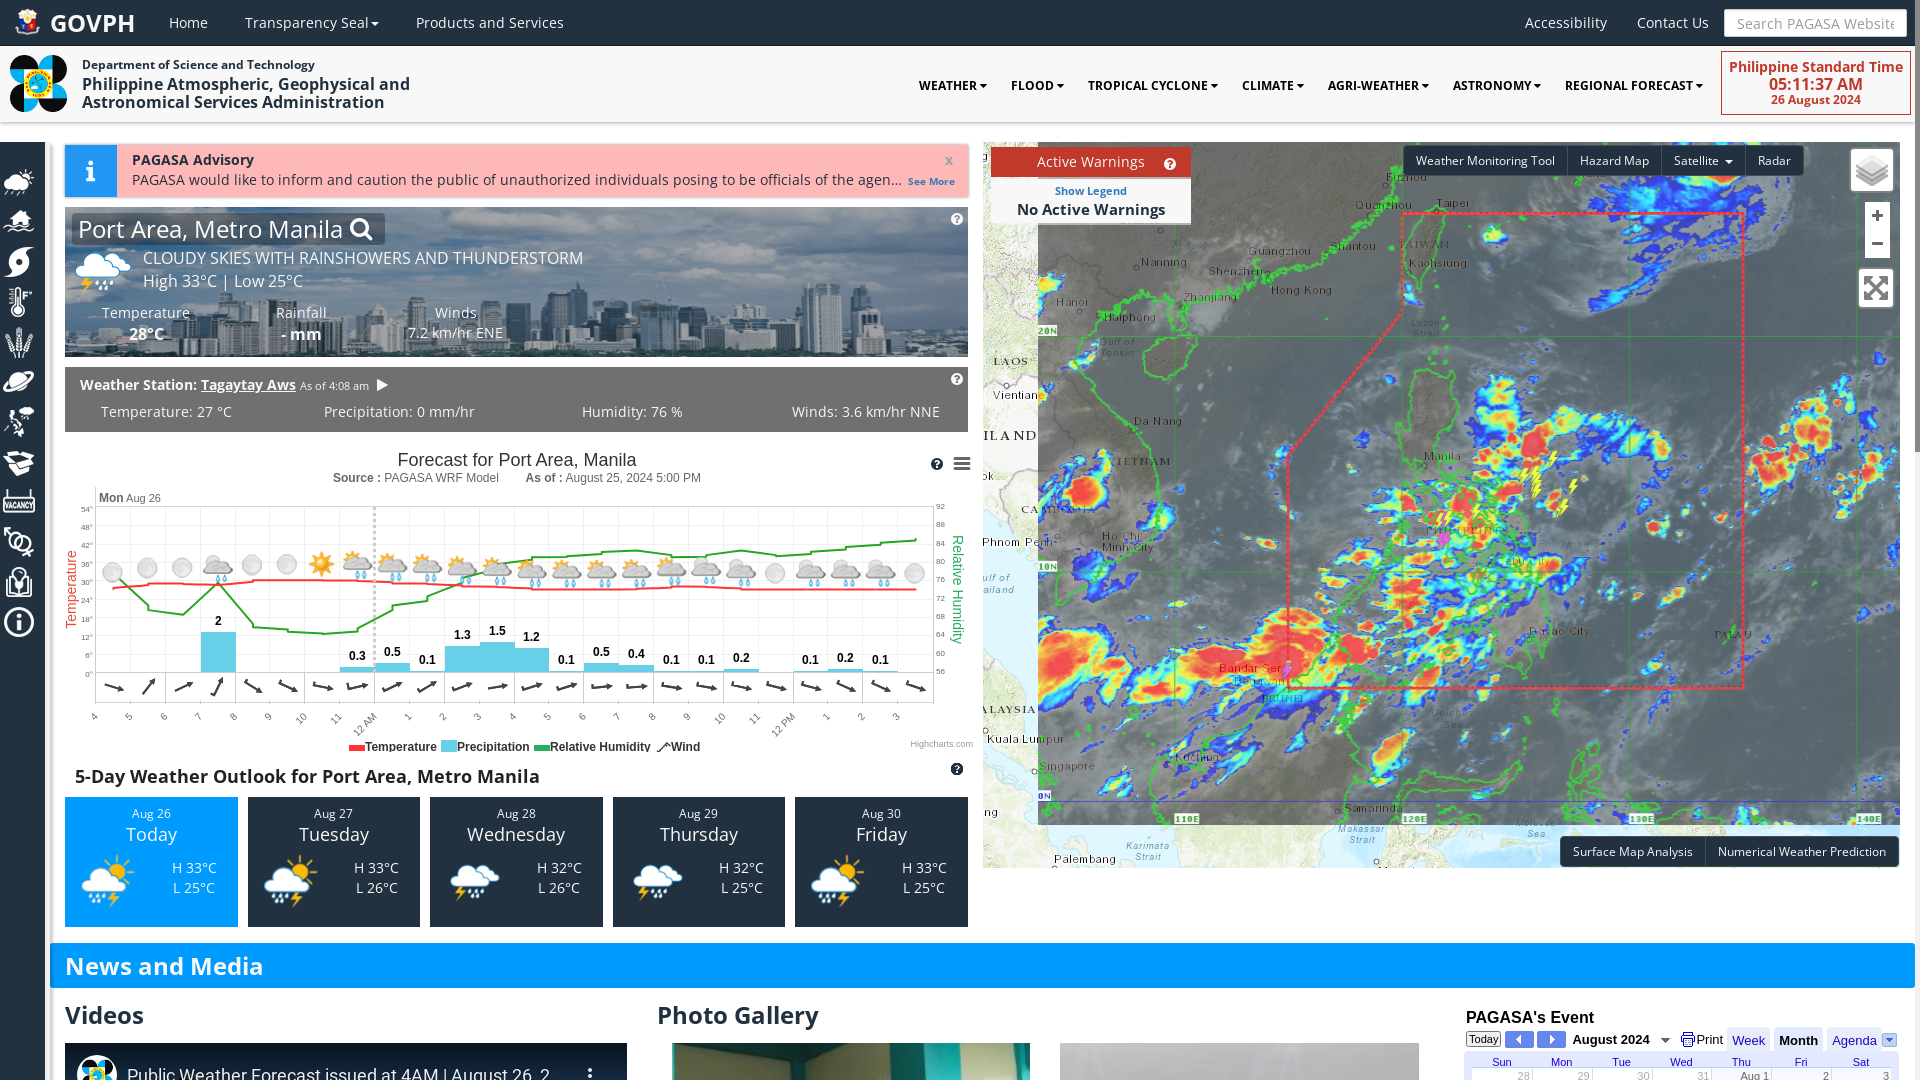 GOVPH
Home
Transparency Seal
Products and Services
Accessibility
Contact Us
Search PAGASA Website
Department of Science and Technology
Philippine Atmospheric, Geophysical and
Astronomical Services Administration
WEATHER
FLOOD
TROPICAL CYCLONE
CLIMATE
AGRI-WEATHER
ASTRONOMY
REGIONAL FORECAST
Philippine Standard Time
05:11:37 AM
26 August 2024
PAGASA Advisory
x
PAGASA would like to inform and caution the public of unauthorized individuals posing to be officials of the agen... See More
Port Area, Metro Manila
CLOUDY SKIES WITH RAINSHOWERS AND THUNDERSTORM
High 33°C | Low 25°C
Temperature
28°C
Rainfall
- mm
Winds
7.2 km/hr ENE
Weather Station: Tagaytay Aws As of 4:08 am
Temperature: 27 °C
Precipitation: 0 mm/hr
Humidity: 76 %
Winds: 3.6 km/hr NNE
VACANCY
Forecast for Port Area, Manila
Source : PAGASA WRF Model As of : August 25, 2024 5:00 PM
Mon Aug 26
Temperature
54°
48°
42°
36°
30°
24°
18°
12°
6°
0°
92
88
84
80
76
72
68
64
60
56
Relative Humidity
2
0.3
0.5
0.1
1.3
1.5
1.2
0.1
0.5
0.4
0.1
0.1
0.2
0.1
0.2
0.1
4
5
6
7
8
9
10
11
12 AM
1
2
3
4
5
6
7
8
9
10
11
12 PM
1
2
3
Temperature
Precipitation
Relative Humidity
Wind
Highcharts.com
5-Day Weather Outlook for Port Area, Metro Manila
Aug 26
Today
H 33°C
L 25°C
Aug 27
Tuesday
H 33°C
L 26°C
Aug 28
Wednesday
H 32°C
L 26°C
Aug 29
Thursday
H 32°C
L 25°C
Aug 30
Friday
H 33°C
L 25°C
Active Warnings
Show Legend
No Active Warnings
Weather Monitoring Tool
Hazard Map
Satellite
Radar
+
−
Fuzhou
Quanzhou
Taipei
Shantou
TAIWAN
Guangzhou
Kaohsiung
Nanning
Shenzhen
Hong Kong
Hanoi
Zhanjiang
Haiphong
Luzon
Strait
20N
Gulf of
Tonkin
LAOS
Vientiane
Da Nang
ILAND
VIETNAM
Manila
ok
CAMBODIA
PHILIPPINES
Phnom Penh
Ho Chi
Minh City
10N
ulf of
ailand
Davao City
PALAU
Bandar Seri
Begawan
BRUNEI
ALAYSIA
Celebes
Sea
Kuala Lumpur
Kuching
Singapore
0N
Samarinda
110E
120E
130E
140E
ng
Makassar
Strait
Sea
Karimata
Strait
Palembang
Surface Map Analysis
Numerical Weather Prediction
News and Media
Videos
Photo Gallery
Public Weather Forecast issued at 4AM | August 26, 2...
PAGASA's Event
Today
August 2024
Print
Week
Month
Agenda
Sun
Mon
Tue
Wed
Thu
Fri
Sat
28
29
30
31
Aug 1
2
3